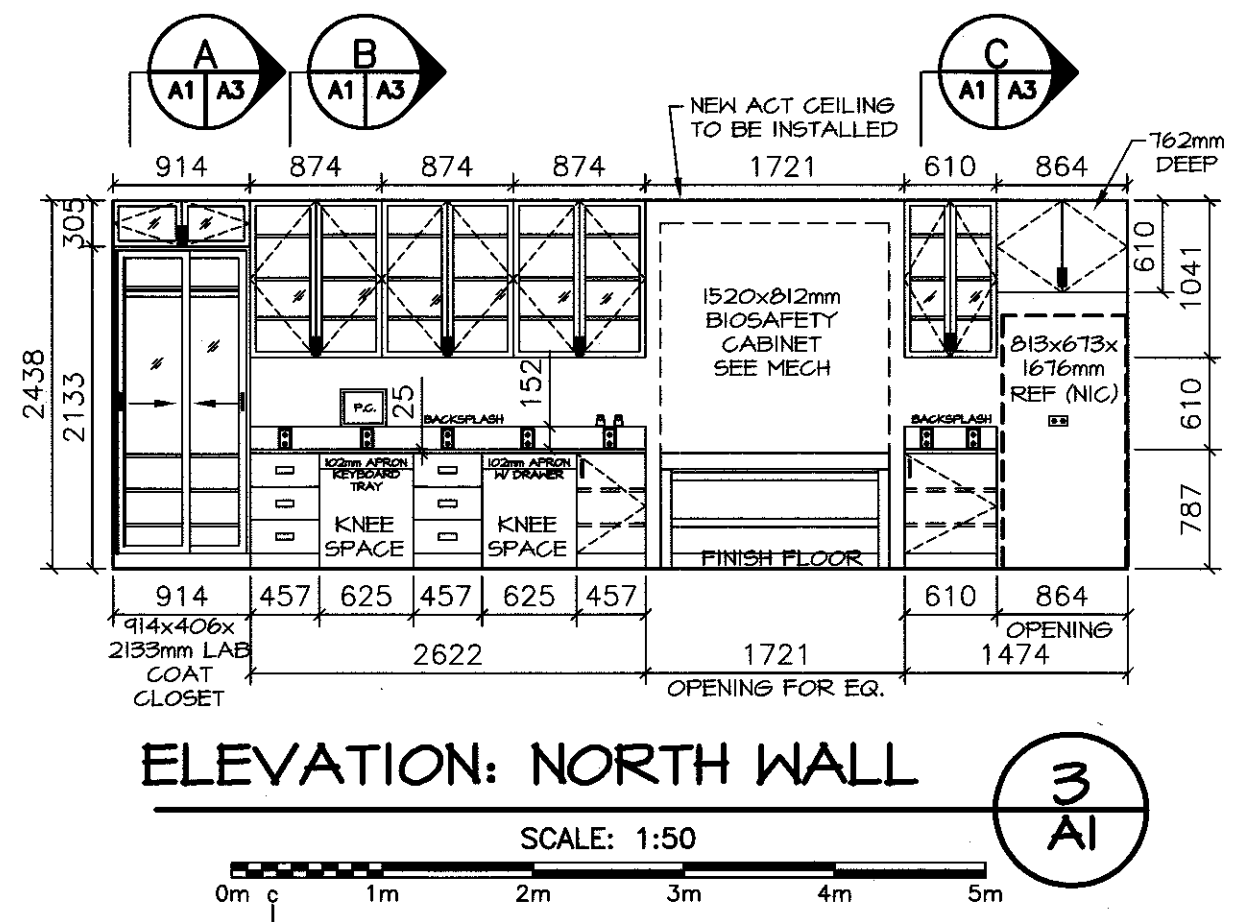 A
A1 A3
B
A1 A3
C
A1 A3
NEW ACT CEILING
TO BE INSTALLED
762mm
DEEP
914 874 874 874 1721 610 864
305
2133
2438
610
1041
610
787
1520x812mm
BIOSAFETY
CABINET
SEE MECH
813x673x
1676mm
REF (NIC)
P.C.
25
152
BACKSPLASH
BACKSPLASH
102mm APRON
KEYBOARD
TRAY
KNEE
SPACE
102mm APRON
W/ DRAWER
KNEE
SPACE
FINISH FLOOR
914 457 625 457 625 457 610 864
OPENING
914x406x
2133mm LAB
COAT
CLOSET
2622 1721 1474
OPENING FOR EQ.
ELEVATION: NORTH WALL
3
A1
SCALE: 1:50
0m c 1m 2m 3m 4m 5m